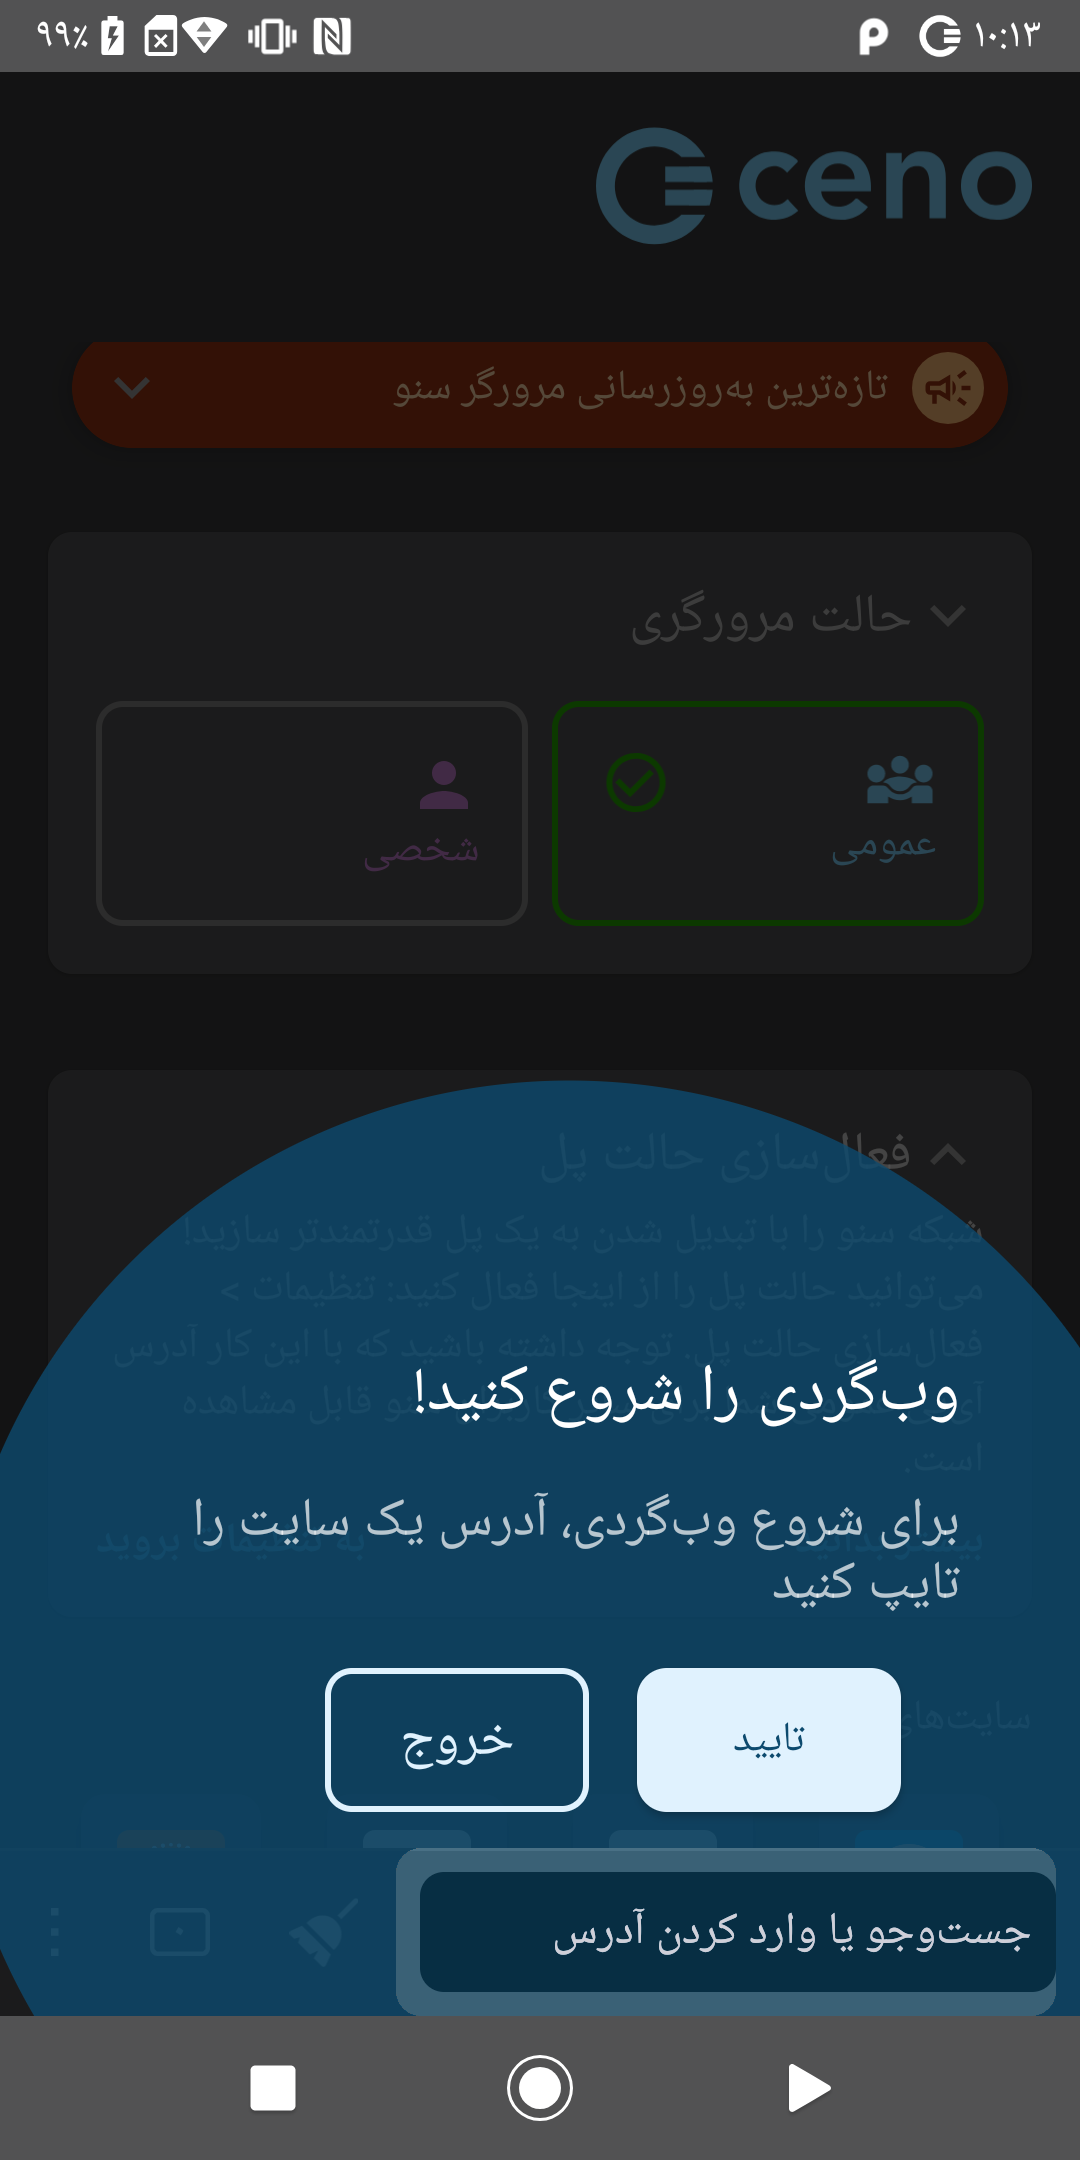 ۹۹٪ ۱۰:۱۳
ceno
تازه‌ترین به‌روزرسانی مرورگر سنو
حالت مرورگری
عمومی
شخصی
فعال‌سازی حالت پل
شبکه سنو را با تبدیل شدن به یک پل قدرتمندتر سازید!
می‌توانید حالت پل را از اینجا فعال کنید: تنظیمات >
فعال‌سازی حالت پل. توجه داشته باشید که با این کار آدرس
قابل مشاهده
است.
وب‌گردی را شروع کنید!
برای شروع وب‌گردی، آدرس یک سایت را
تایپ کنید
به تنظیمات بروید
تایید
خروج
سایت‌های
جست‌وجو یا وارد کردن آدرس